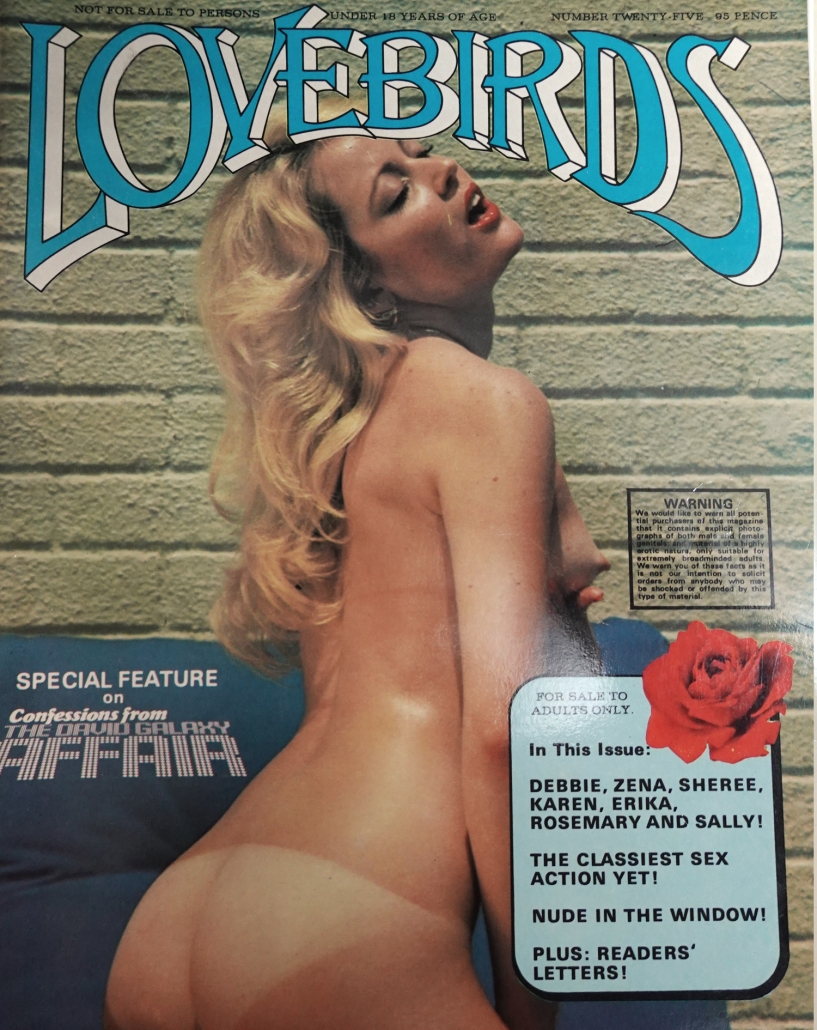 NOT FOR SALE TO PERSONS UNDER 18 YEARS OF AGE NUMBER TWENTY-FIVE 95 PENCE
LOVEBIRDS
WARNING
We would like to warn all poten-
tial purchasers of this magazine
that it contains explicit photo-
graphs of both male and female
genitals and material of a highly
erotic nature, only suitable for
extremely broadminded adults.
We warn you of these facts as it
is not our intention to solicit
orders from anybody who may
be shocked or offended by this
type of material.
SPECIAL FEATURE
on
Confessions from
THE DAVID GALAXY
AFFAIR
FOR SALE TO
ADULTS ONLY.
In This Issue:
DEBBIE, ZENA, SHEREE,
KAREN, ERIKA,
ROSEMARY AND SALLY!
THE CLASSIEST SEX
ACTION YET!
NUDE IN THE WINDOW!
PLUS: READERS'
LETTERS!